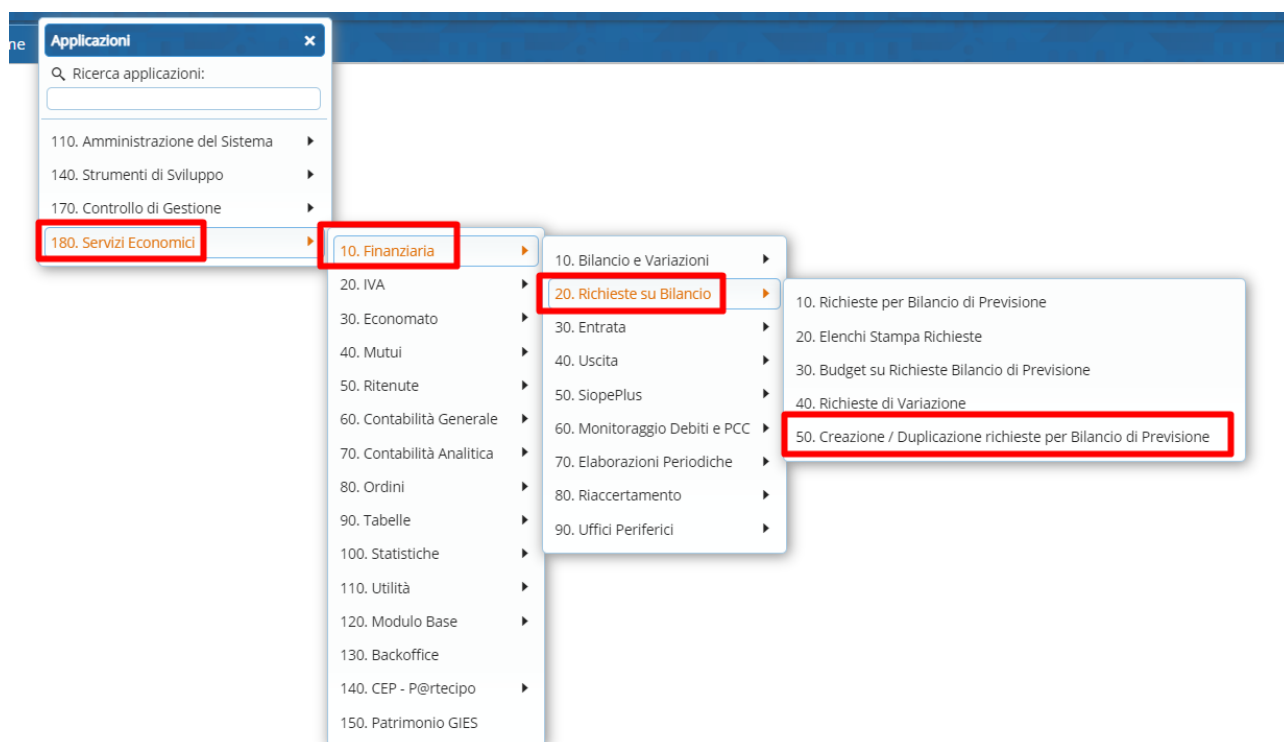 ne
Applicazioni ×
Ricerca applicazioni:
110. Amministrazione del Sistema
140. Strumenti di Sviluppo
170. Controllo di Gestione
180. Servizi Economici
10. Finanziaria
20. IVA
30. Economato
40. Mutui
50. Ritenute
60. Contabilità Generale
70. Contabilità Analitica
80. Ordini
90. Tabelle
100. Statistiche
110. Utilità
120. Modulo Base
130. Backoffice
140. CEP - P@rtecipo
150. Patrimonio GIES
10. Bilancio e Variazioni
20. Richieste su Bilancio
30. Entrata
40. Uscita
50. SiopePlus
60. Monitoraggio Debiti e PCC
70. Elaborazioni Periodiche
80. Riaccertamento
90. Uffici Periferici
10. Richieste per Bilancio di Previsione
20. Elenchi Stampa Richieste
30. Budget su Richieste Bilancio di Previsione
40. Richieste di Variazione
50. Creazione / Duplicazione richieste per Bilancio di Previsione